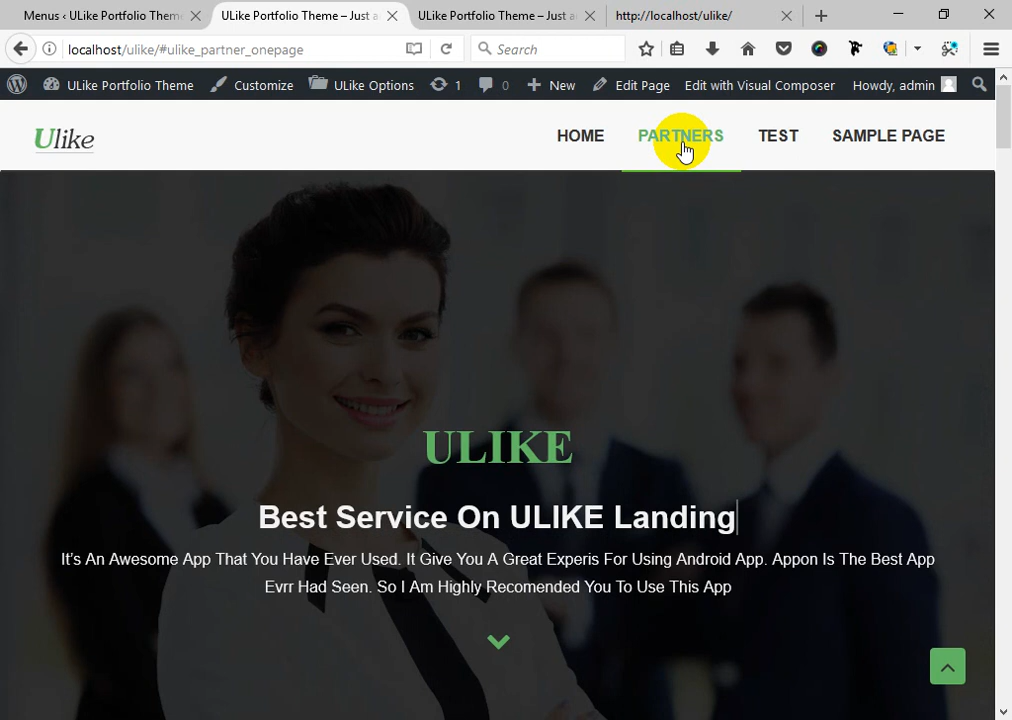 Menus ‹ ULike Portfolio Them
ULike Portfolio Theme – Just a
ULike Portfolio Theme – Just a
http://localhost/ulike/
localhost/ulike/#ulike_partner_onepage
Search
ULike Portfolio Theme
Customize
ULike Options
1
0
New
Edit Page
Edit with Visual Composer
Howdy, admin
Ulike
HOME
PARTNERS
TEST
SAMPLE PAGE
ULIKE
Best Service On ULIKE Landing
It's An Awesome App That You Have Ever Used. It Give You A Great Experis For Using Android App. Appon Is The Best App
Evrr Had Seen. So I Am Highly Recomended You To Use This App